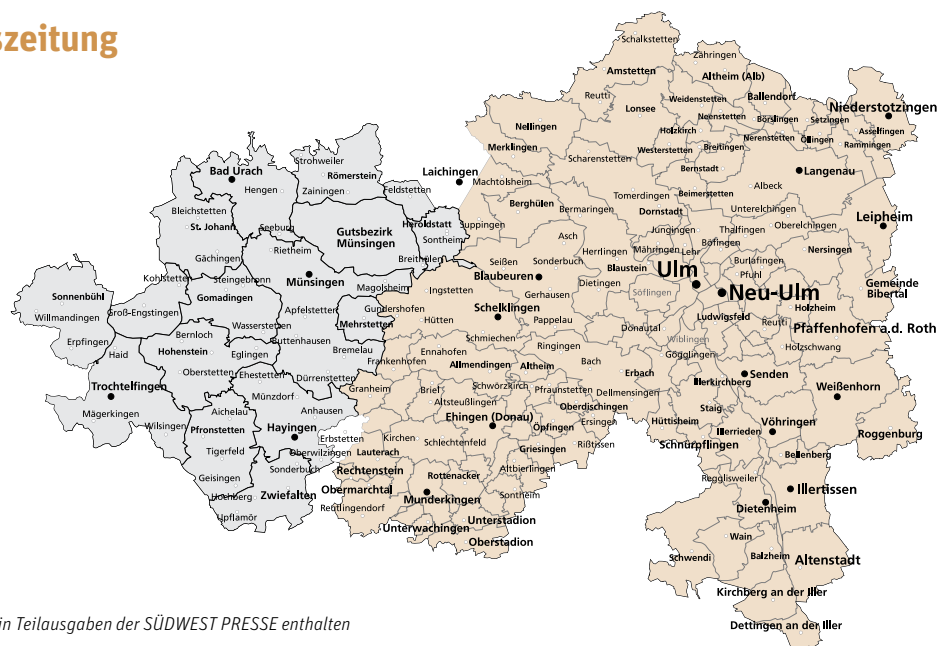 szeitung
Schalkstetten
Zähringen
Amstetten
Altheim (Alb)
Reutti
Weidenstetten
Ballendorf
Niederstotzingen
Lonsee
Neenstetten
Börslingen
Setzingen
Nellingen
Holzkirch
Asselfingen
Nerenstetten
Öllingen
Rammingen
Merklingen
Westerstetten
Breitingen
Scharenstetten
Strohweiler
Bad Urach
Römerstein
Laichingen
Bernstadt
Langenau
Hengen
Zainingen
Feldstetten
Machtolsheim
Albeck
Tomerdingen
Beimerstetten
Berghülen
Bermaringen
Bleichstetten
Dornstadt
Unterelchingen
Leipheim
St. Johann
Seeburg
Gutsbezirk
Münsingen
Heroldstatt
Suppingen
Jungingen
Thalfingen
Oberelchingen
Sontheim
Asch
Mähringen
Lehr
Böfingen
Rietheim
Herrlingen
Nersingen
Gächingen
Breithülen
Seißen
Sonderbuch
Blaustein
Ulm
Burlafingen
Kohlstetten
Steingebronn
Münsingen
Blaubeuren
Dietingen
Pfuhl
Gemeinde
Bibertal
Sonnenbühl
Gomadingen
Magolsheim
Ingstetten
Gerhausen
Söflingen
Neu-Ulm
Willmandingen
Groß-Engstingen
Apfelstetten
Gundershofen
Schelklingen
Holzheim
Wasserstetten
Mehrstetten
Hütten
Pappelau
Ludwigsfeld
Reutti
Pfaffenhofen a.d. Roth
Donautal
Bernloch
Buttenhausen
Schmiechen
Wiblingen
Erpfingen
Haid
Hohenstein
Eglingen
Bremelau
Ennahofen
Ringingen
Holzschwang
Gögglingen
Frankenhofen
Allmendingen
Altheim
Bach
Oberstetten
Ehestetten
Dürrenstetten
Erbach
Senden
Trochtelfingen
Granheim
Brief
Schwörzkirch
Pfraunstetten
Illerkirchberg
Weißenhorn
Münzdorf
Altsteußlingen
Dellmensingen
Mägerkingen
Aichelau
Anhausen
Oberdischingen
Staig
Ehingen (Donau)
Ersingen
Hüttisheim
Vöhringen
Wilsingen
Pfronstetten
Hayingen
Öpfingen
Illerrieden
Roggenburg
Erbstetten
Kirchen
Schlechtenfeld
Rißtissen
Schnürpflingen
Tigerfeld
Oberwilzingen
Lauterach
Griesingen
Bellenberg
Sonderbuch
Rechtenstein
Altbierlingen
Geisingen
Rottenacker
Regglisweiler
Obermarchtal
Illertissen
Hochberg
Zwiefalten
Munderkingen
Sontheim
Dietenheim
Reutlingendorf
Upflamör
Unterstadion
Unterwachingen
Wain
Oberstadion
Schwendi
Balzheim
Altenstadt
Kirchberg an der Iller
in Teilausgaben der SÜDWEST PRESSE enthalten
Dettingen an der Iller